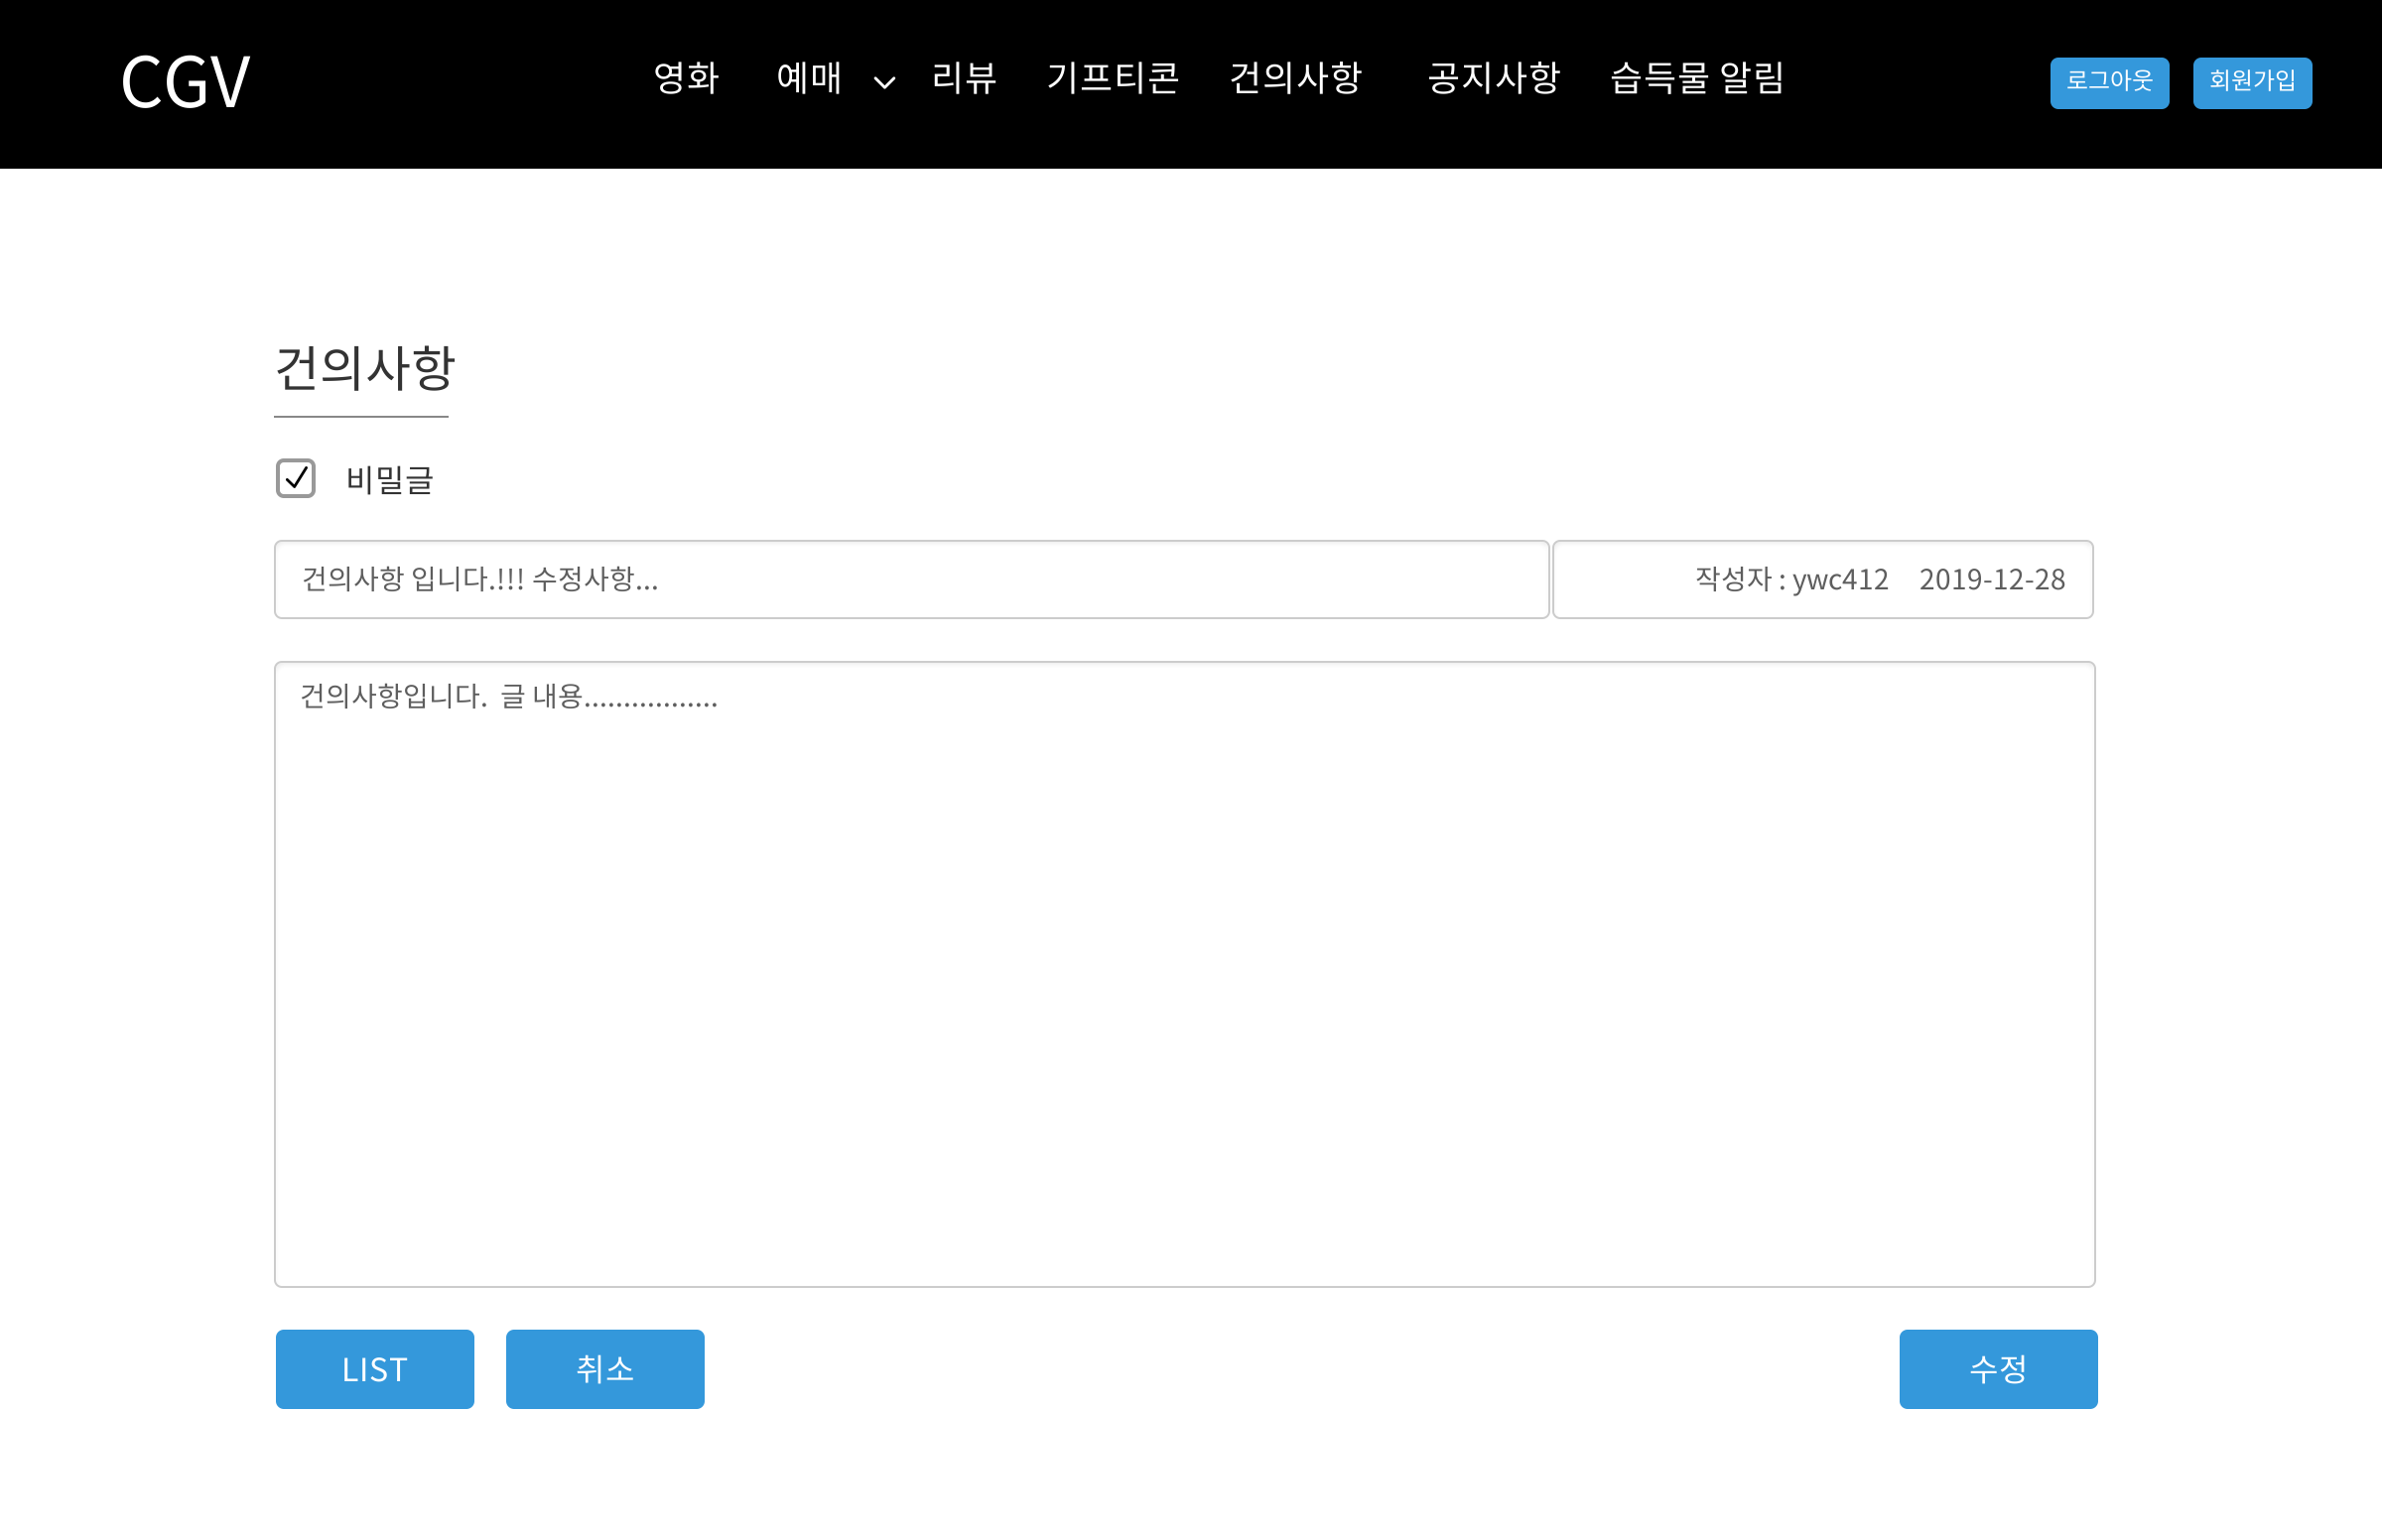 CGV 영화 예매 리뷰 기프티콘 건의사항 공지사항 습득물 알림 로그아웃 회원가입
건의사항
비밀글
건의사항 입니다.!!! 수정사항... 작성자 : ywc412 2019-12-28
건의사항입니다. 글 내용.................
LIST 취소 수정